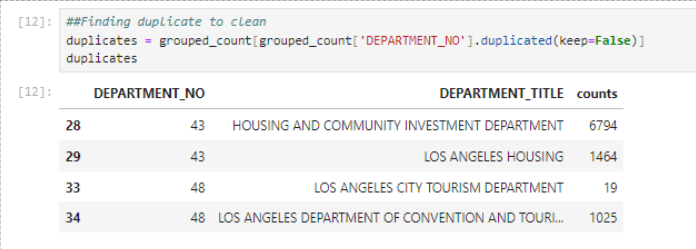 [12]: ##Finding duplicate to clean
duplicates = grouped_count[grouped_count['DEPARTMENT_NO'].duplicated(keep=False)]
duplicates
[12]: DEPARTMENT_NO DEPARTMENT_TITLE counts
28 43 HOUSING AND COMMUNITY INVESTMENT DEPARTMENT 6794
29 43 LOS ANGELES HOUSING 1464
33 48 LOS ANGELES CITY TOURISM DEPARTMENT 19
34 48 LOS ANGELES DEPARTMENT OF CONVENTION AND TOURI... 1025